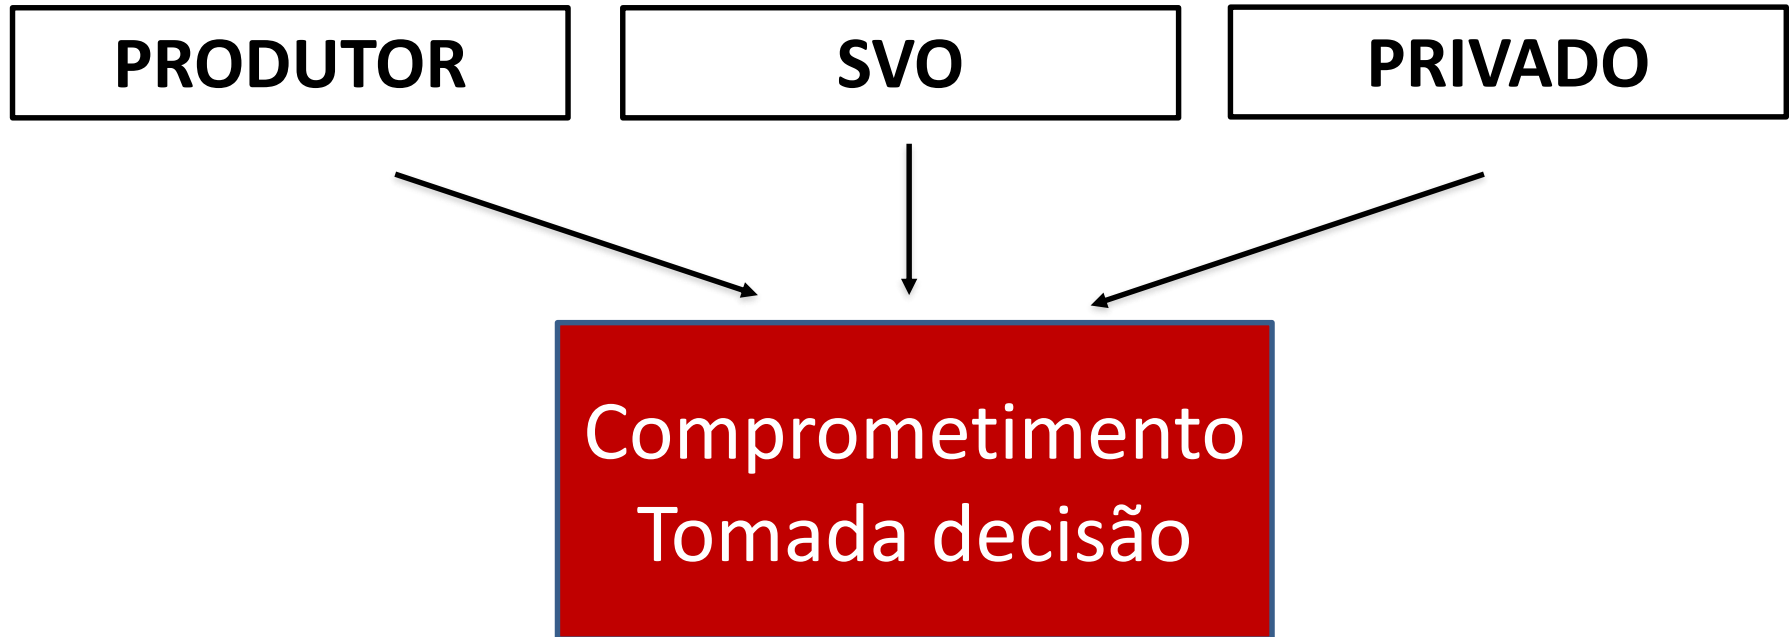 PRODUTOR
SVO
PRIVADO
Comprometimento
Tomada decisão